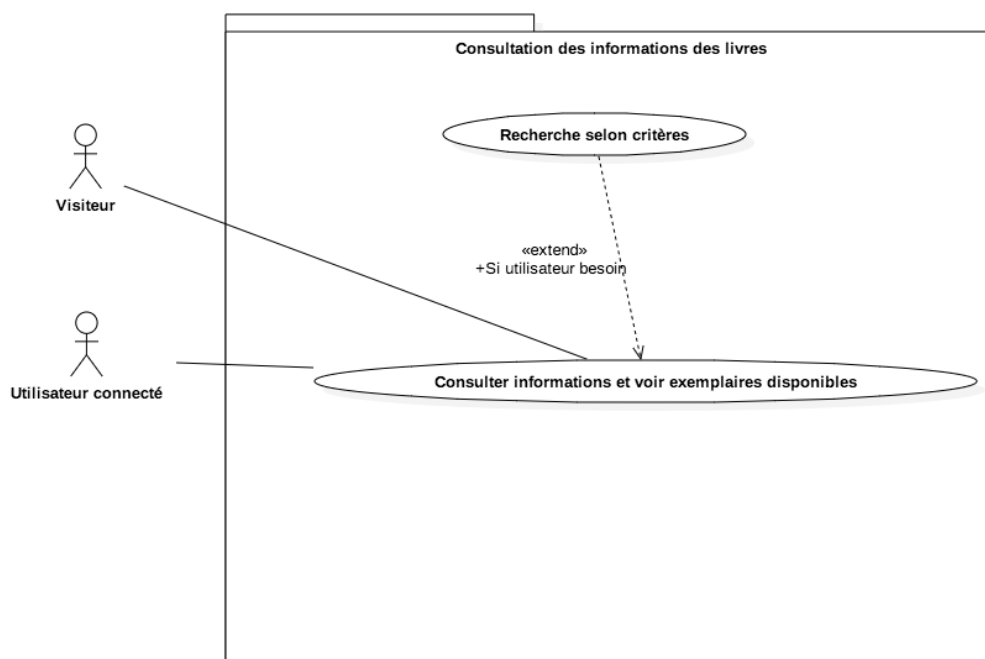 Consultation des informations des livres
Recherche selon critères
Visiteur
«extend»
+Si utilisateur besoin
Utilisateur connecté
Consulter informations et voir exemplaires disponibles